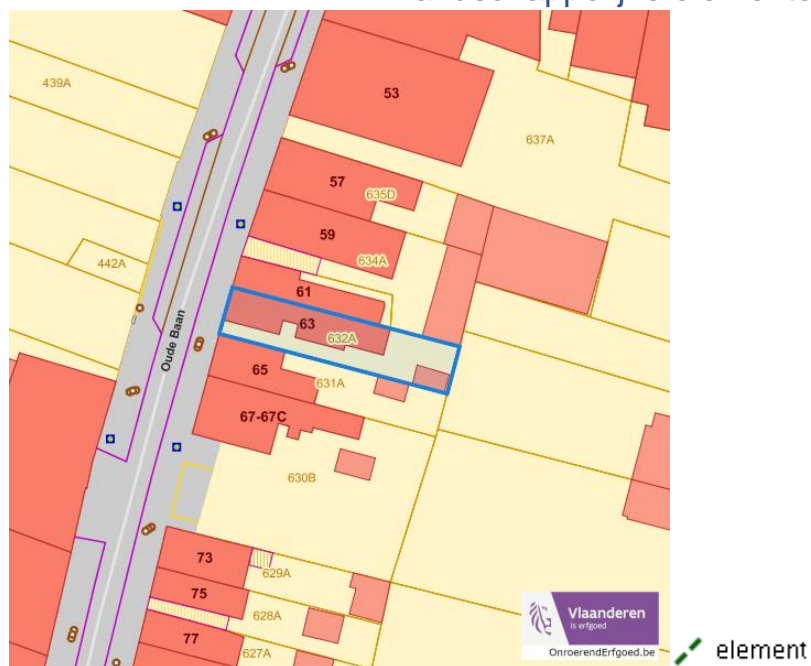 439A
53
637A
57
635D
59
634A
442A
61
63
632A
Oude Baan
65
631A
67-67C
630B
73
629A
75
628A
77
627A
Vlaanderen
is erfgoed
OnroerendErfgoed.be
element